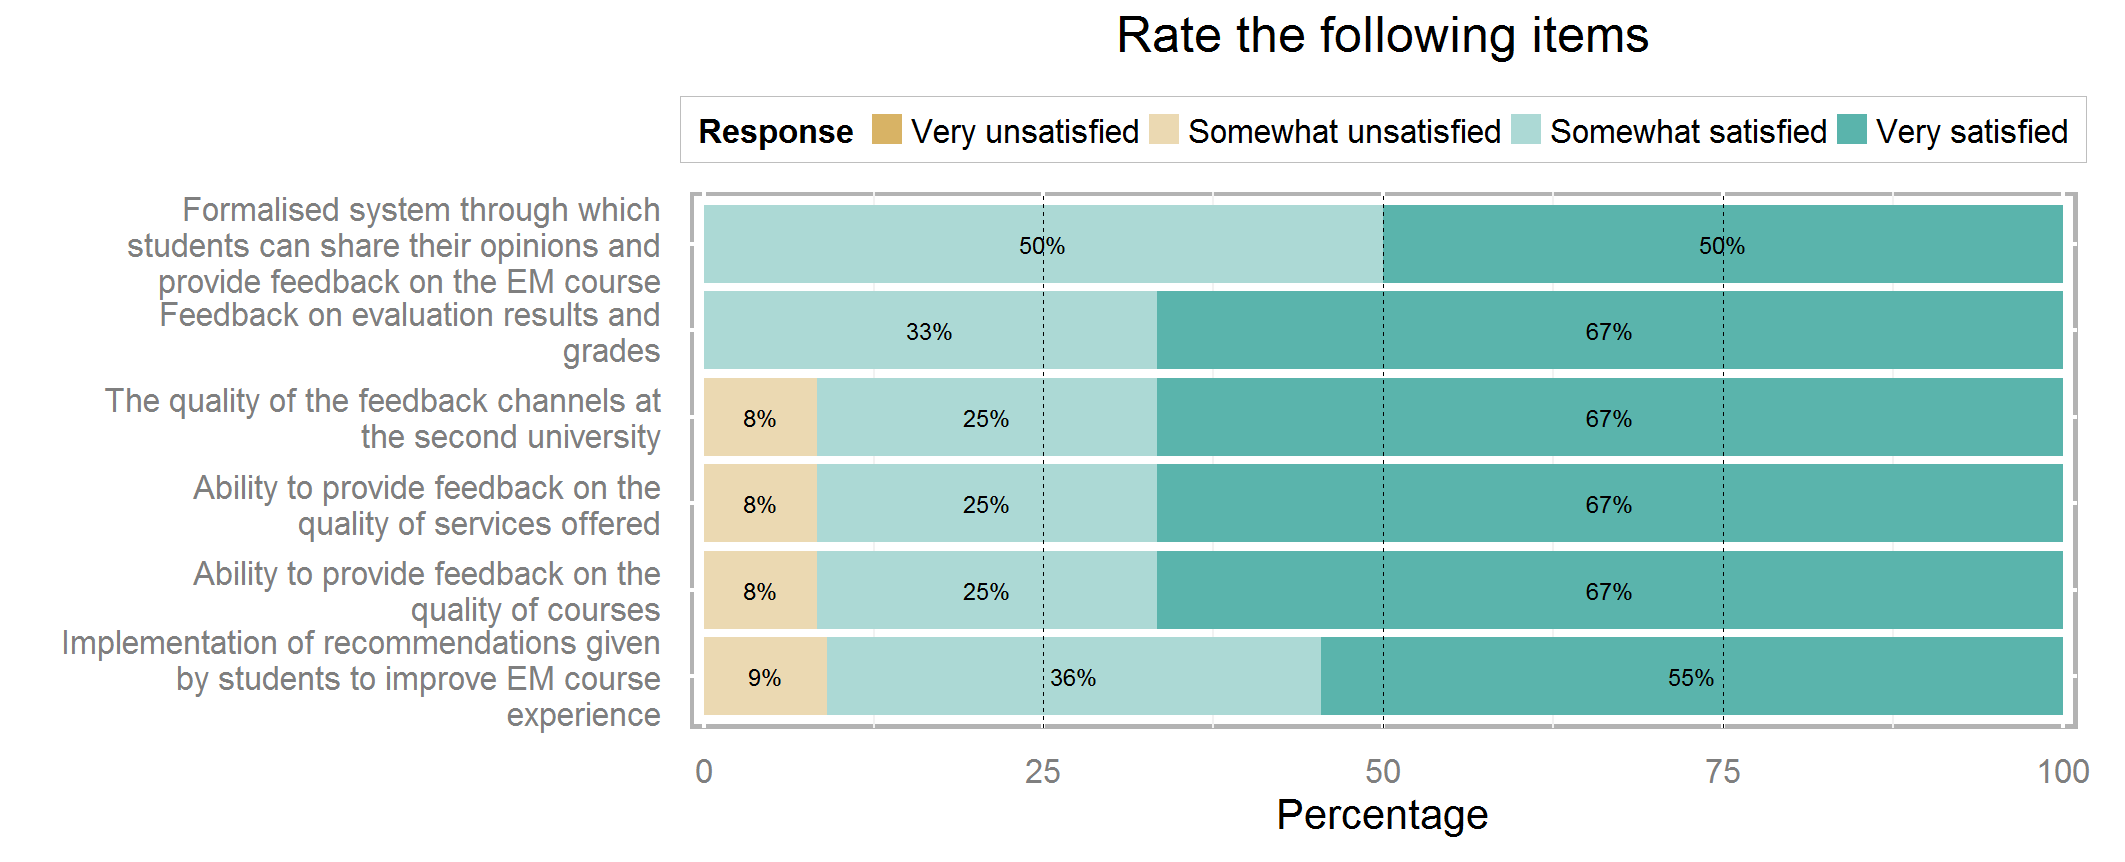 Rate the following items
Response Very unsatisfied Somewhat unsatisfied Somewhat satisfied Very satisfied
Formalised system through which
students can share their opinions and
provide feedback on the EM course
50% 50%
Feedback on evaluation results and
grades
33% 67%
The quality of the feedback channels at
the second university
8% 25% 67%
Ability to provide feedback on the
quality of services offered
8% 25% 67%
Ability to provide feedback on the
quality of courses
8% 25% 67%
Implementation of recommendations given
by students to improve EM course
experience
9% 36% 55%
0 25 50 75 100
Percentage